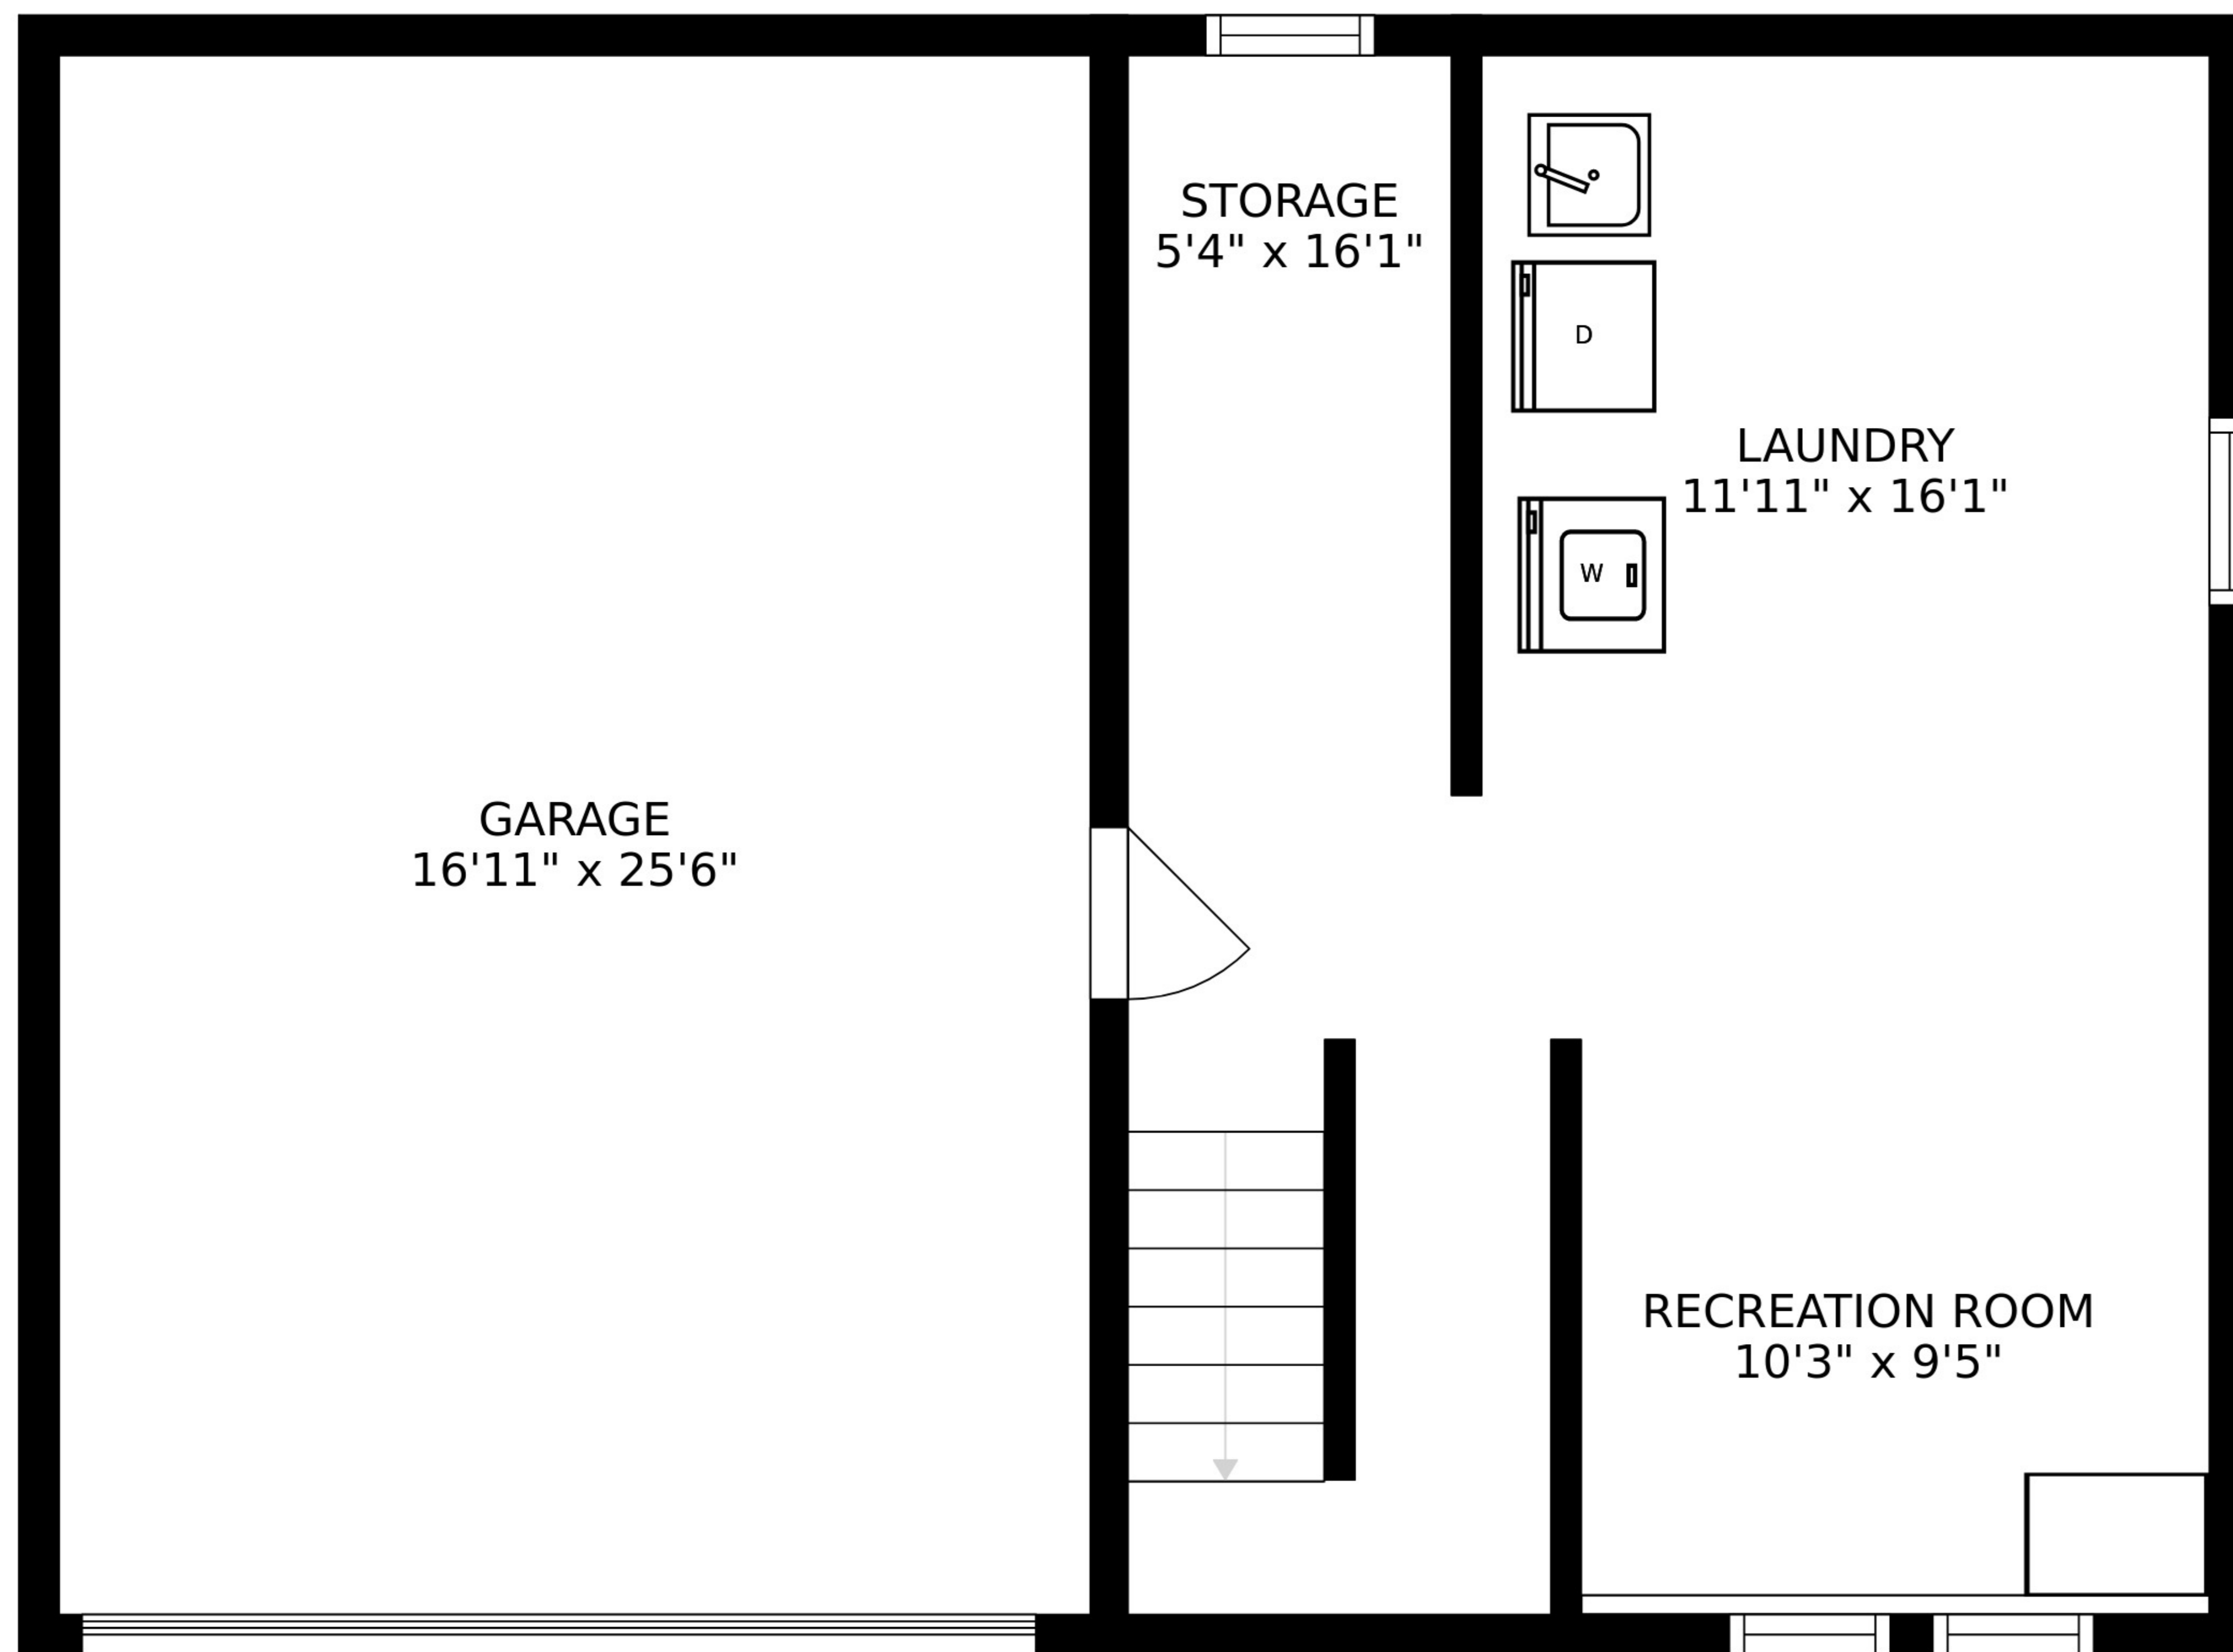 STORAGE
5'4" x 16'1"
D
LAUNDRY
11'11" x 16'1"
W
GARAGE
16'11" x 25'6"
RECREATION ROOM
10'3" x 9'5"